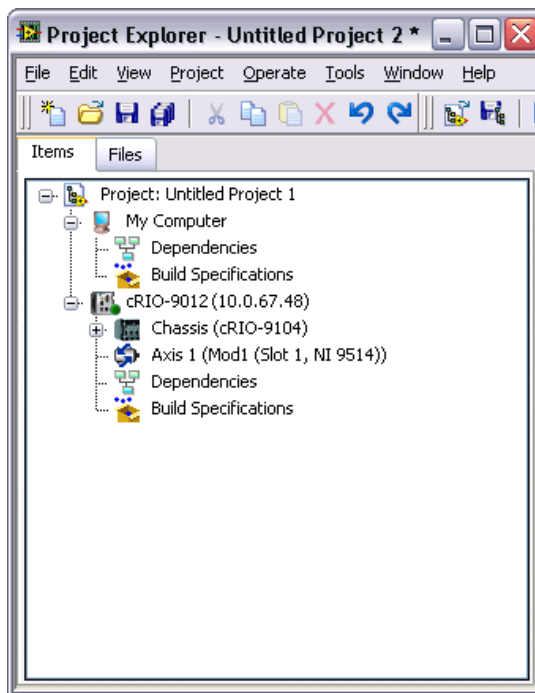 Project Explorer - Untitled Project 2 *
File Edit View Project Operate Tools Window Help
Items Files
Project: Untitled Project 1
My Computer
Dependencies
Build Specifications
cRIO-9012 (10.0.67.48)
Chassis (cRIO-9104)
Axis 1 (Mod1 (Slot 1, NI 9514))
Dependencies
Build Specifications